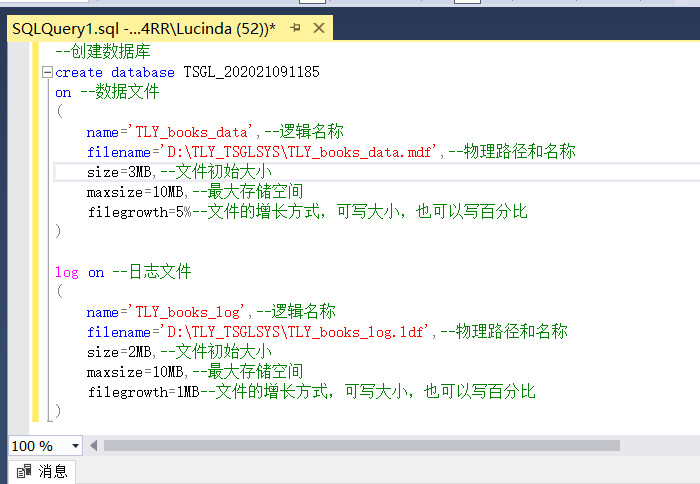 SQLQuery1.sql -...4RR\Lucinda (52))*
--创建数据库
create database TSGL_202021091185
on --数据文件
(
name='TLY_books_data',--逻辑名称
filename='D:\TLY_TSGLSYS\TLY_books_data.mdf',--物理路径和名称
size=3MB,--文件初始大小
maxsize=10MB,--最大存储空间
filegrowth=5%--文件的增长方式，可写大小，也可以写百分比
)
log on --日志文件
(
name='TLY_books_log',--逻辑名称
filename='D:\TLY_TSGLSYS\TLY_books_log.ldf',--物理路径和名称
size=2MB,--文件初始大小
maxsize=10MB,--最大存储空间
filegrowth=1MB--文件的增长方式，可写大小，也可以写百分比
)
100 %
消息